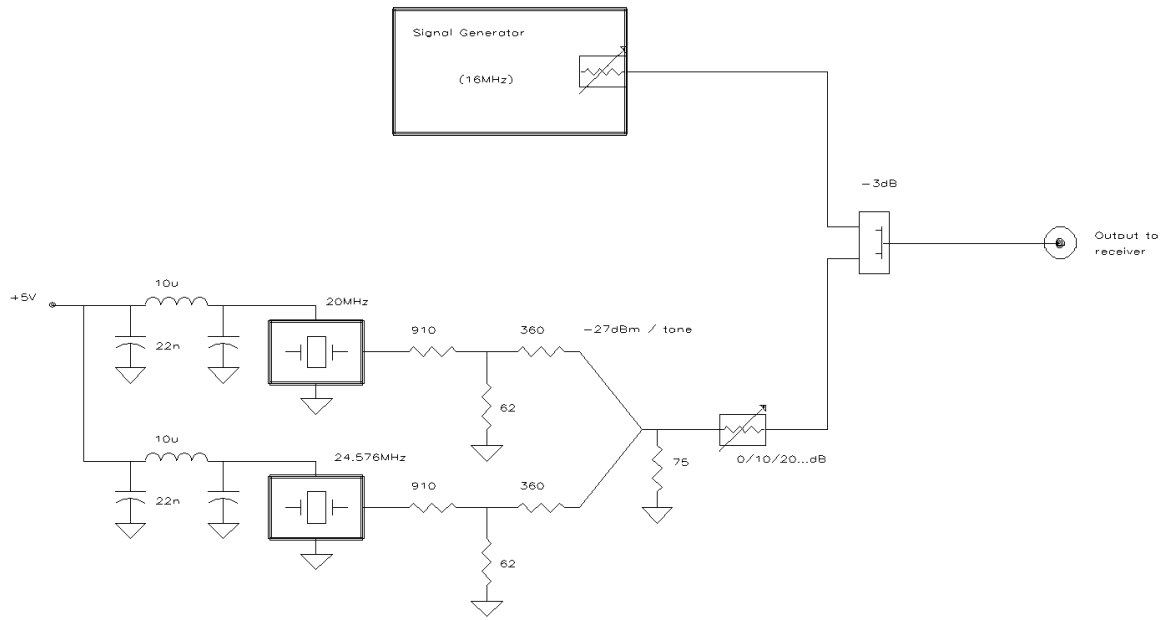 Signal Generator
(16MHz)
-3dB
Output to
receiver
10u
+5V
20MHz
910
360
-27dBm / tone
22n
62
10u
24.576MHz
75
0/10/20...dB
910
360
22n
62